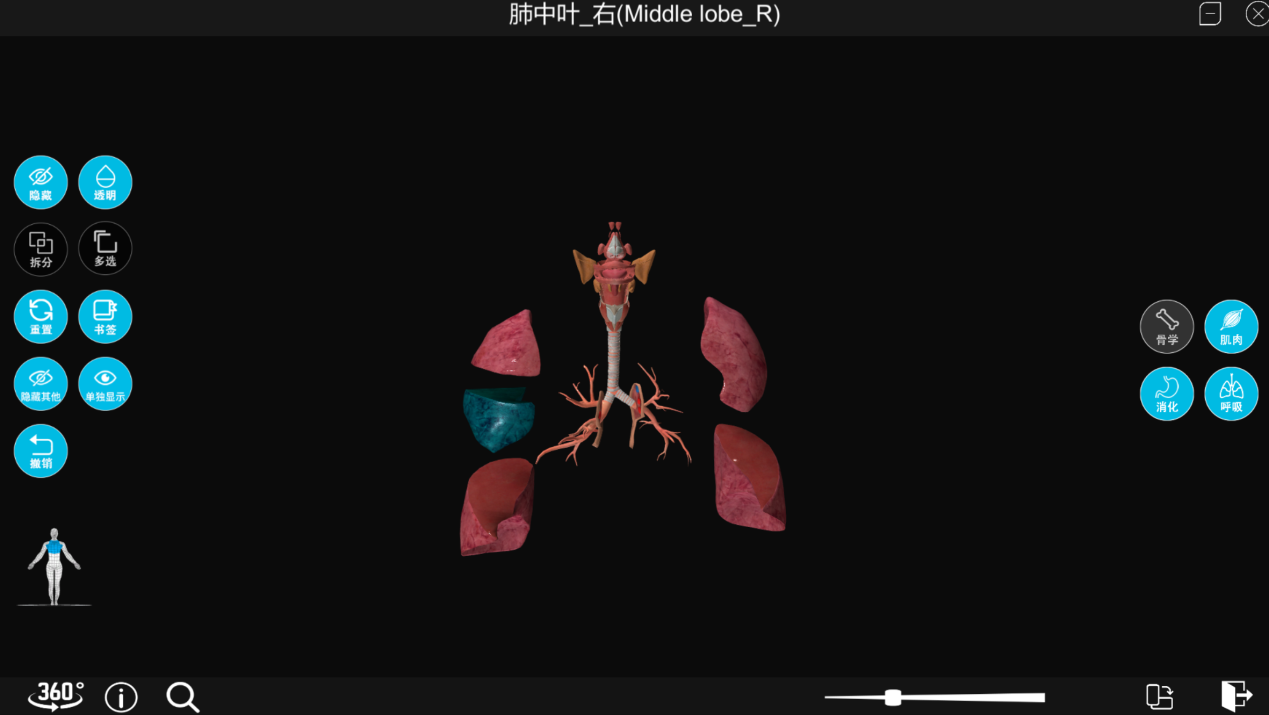 肺中叶_右(Middle lobe_R)
隐藏
透明
拆分
多选
重置
书签
隐藏其他
单独显示
撤销
骨学
肌肉
消化
呼吸
360°